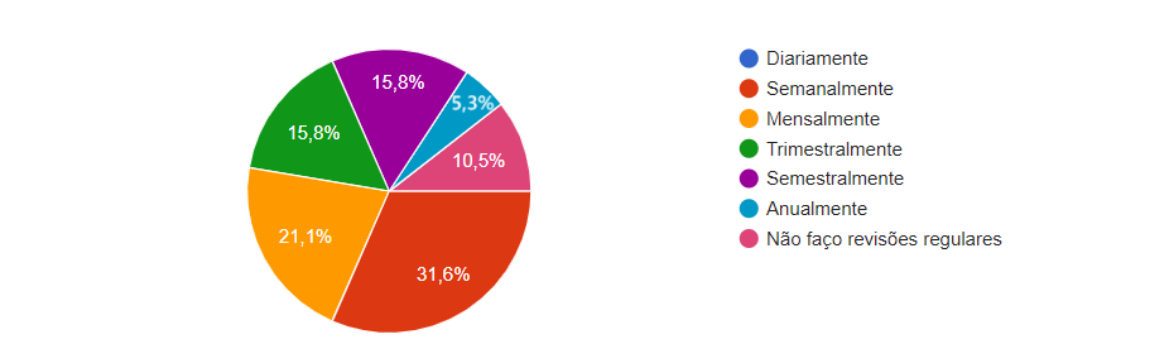 15,8%
5,3%
15,8%
10,5%
21,1%
31,6%
Diariamente
Semanalmente
Mensalmente
Trimestralmente
Semestralmente
Anualmente
Não faço revisões regulares